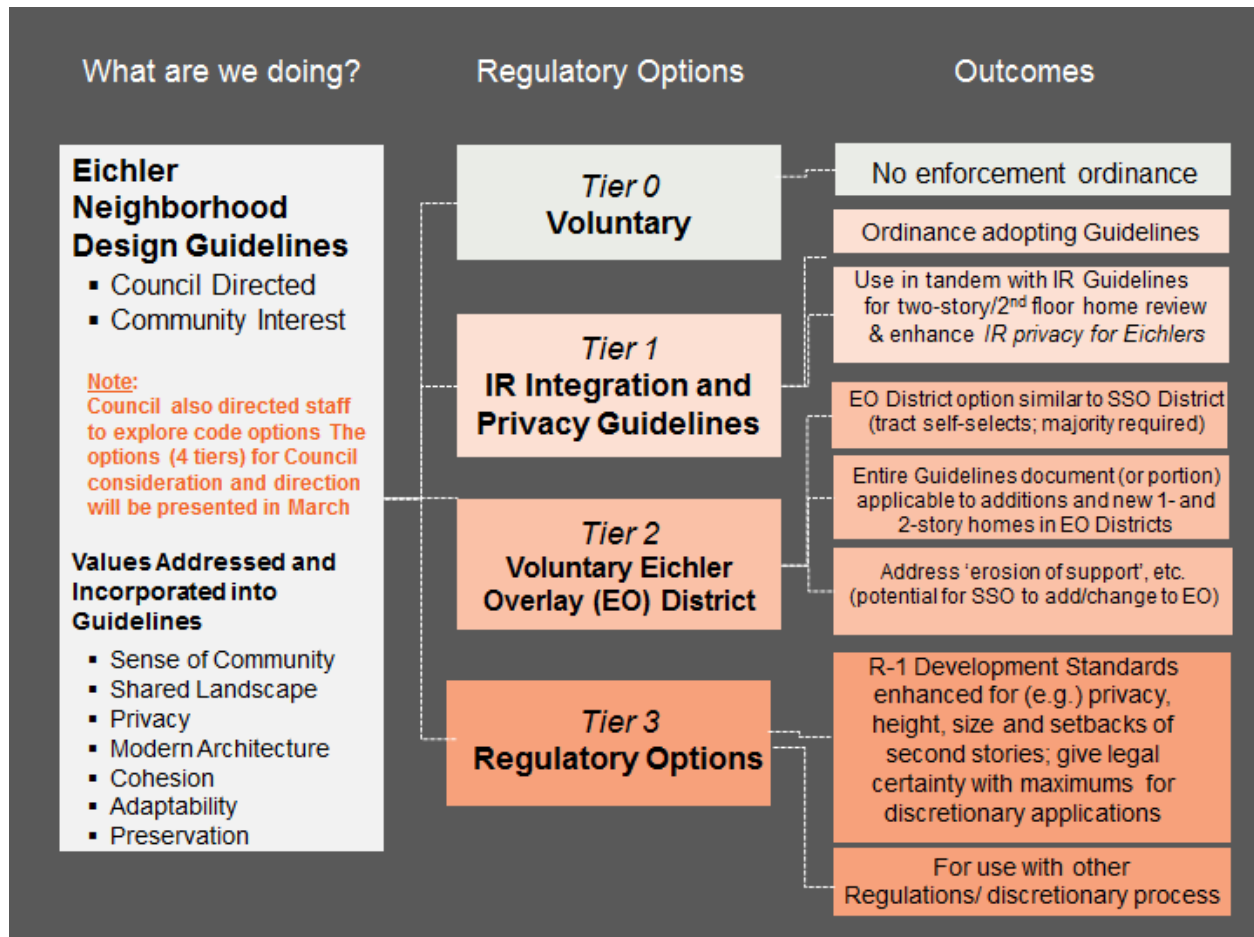 What are we doing?
Regulatory Options
Outcomes
Eichler
Neighborhood
Design Guidelines
▪ Council Directed
▪ Community Interest
Note:
Council also directed staff
to explore code options The
options (4 tiers) for Council
consideration and direction
will be presented in March
Values Addressed and
Incorporated into
Guidelines
▪ Sense of Community
▪ Shared Landscape
▪ Privacy
▪ Modern Architecture
▪ Cohesion
▪ Adaptability
▪ Preservation
Tier 0
Voluntary
No enforcement ordinance
Tier 1
IR Integration and
Privacy Guidelines
Ordinance adopting Guidelines
Use in tandem with IR Guidelines
for two-story/2nd floor home review
& enhance IR privacy for Eichlers
Tier 2
Voluntary Eichler
Overlay (EO) District
EO District option similar to SSO District
(tract self-selects; majority required)
Entire Guidelines document (or portion)
applicable to additions and new 1- and
2-story homes in EO Districts
Address ‘erosion of support’, etc.
(potential for SSO to add/change to EO)
Tier 3
Regulatory Options
R-1 Development Standards
enhanced for (e.g.) privacy,
height, size and setbacks of
second stories; give legal
certainty with maximums for
discretionary applications
For use with other
Regulations/ discretionary process